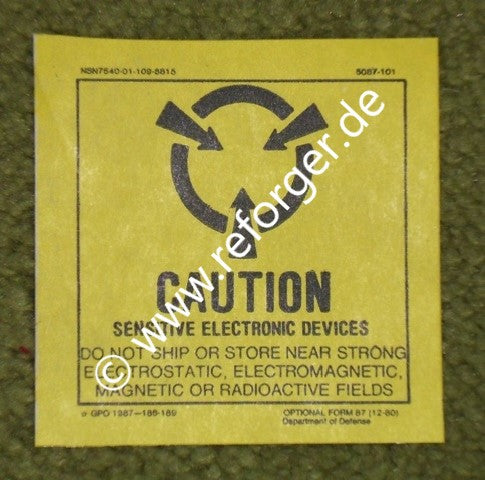 NSN7540-01-109-8815 5087-101
CAUTION
SENSITIVE ELECTRONIC DEVICES
DO NOT SHIP OR STORE NEAR STRONG
ELECTROSTATIC, ELECTROMAGNETIC,
MAGNETIC OR RADIOACTIVE FIELDS
GPO 1987—188-189 OPTIONAL FORM 87 (12-80)
Department of Defense
© www.reforger.de